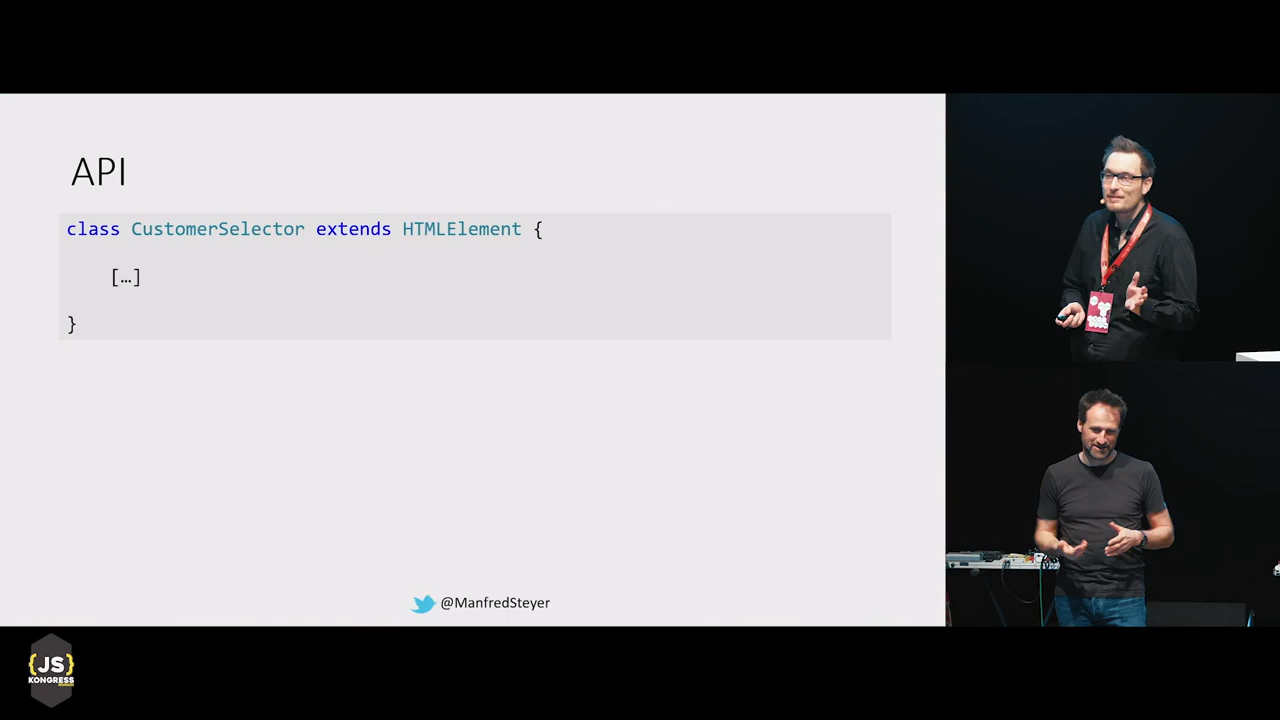 API
class CustomerSelector extends HTMLElement {
[…]
}
@ManfredSteyer
{JS}
KONGRESS